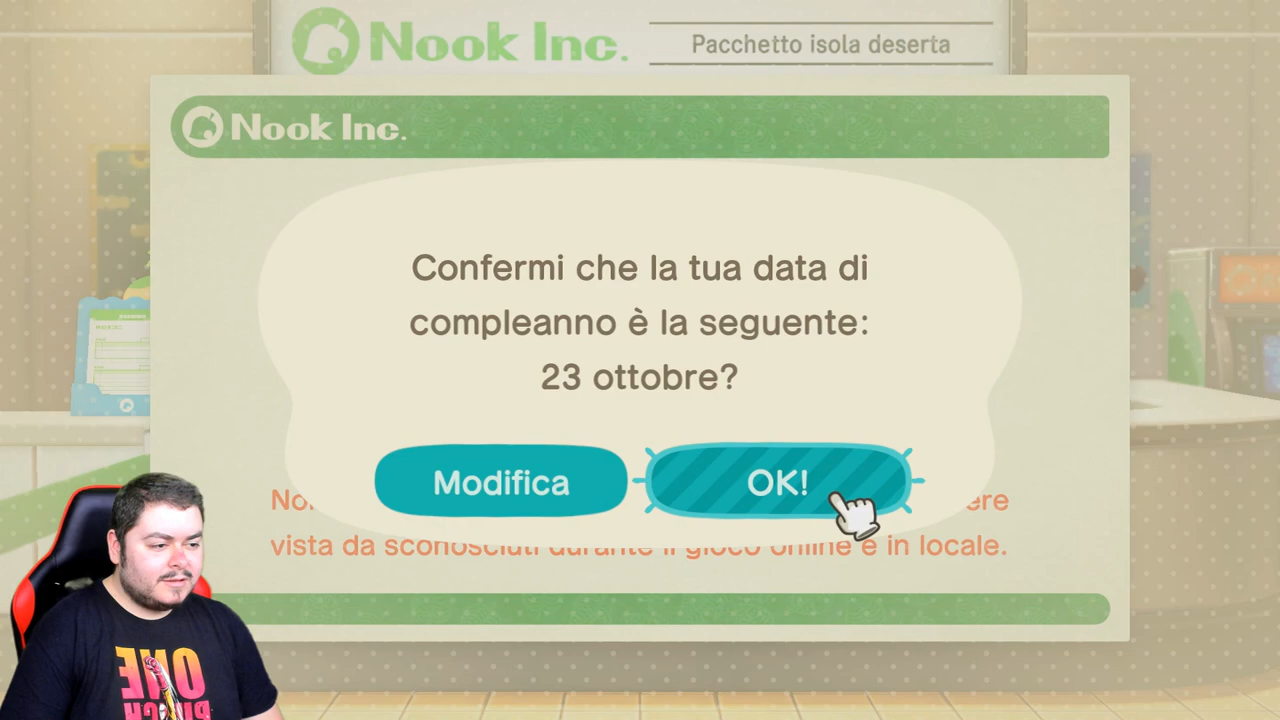 Nook Inc.
Pacchetto isola deserta
Nook Inc.
Confermi che la tua data di
compleanno è la seguente:
23 ottobre?
Modifica
OK!
vista da sconosciuti durante il gioco online e in locale.
ONE
PUNCH